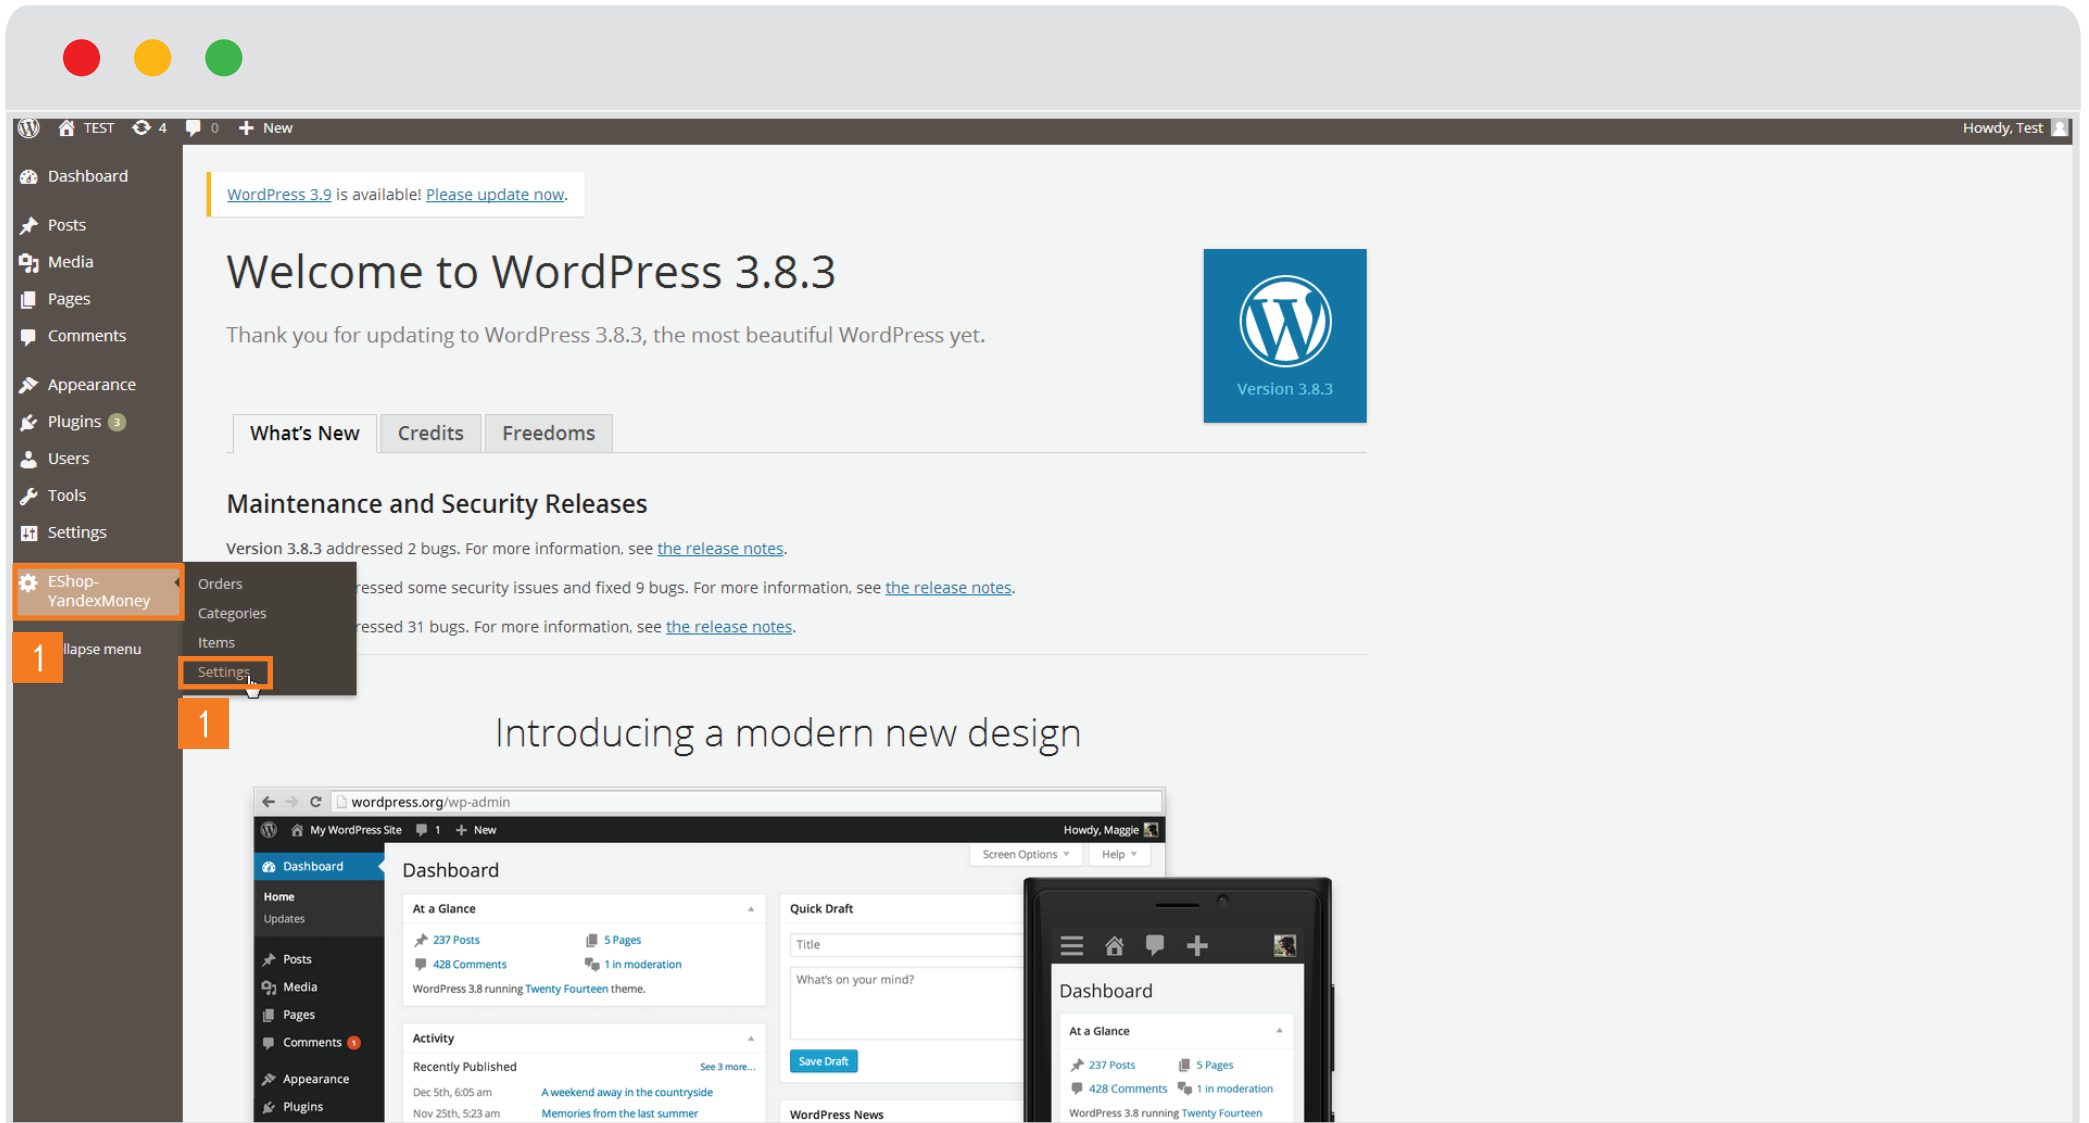 TEST 4 0 New
Howdy, Test
Dashboard
Posts
Media
Pages
Comments
Appearance
Plugins 3
Users
Tools
Settings
EShop-
YandexMoney
1
llapse menu
Orders
Categories
Items
Settings
1
WordPress 3.9 is available! Please update now.
Welcome to WordPress 3.8.3
Thank you for updating to WordPress 3.8.3, the most beautiful WordPress yet.
Version 3.8.3
What's New
Credits
Freedoms
Maintenance and Security Releases
Version 3.8.3 addressed 2 bugs. For more information, see the release notes.
ressed some security issues and fixed 9 bugs. For more information, see the release notes.
ressed 31 bugs. For more information, see the release notes.
Introducing a modern new design
wordpress.org/wp-admin
My WordPress Site 1 New
Howdy, Maggie
Dashboard
Home
Updates
Posts
Media
Pages
Comments 1
Appearance
Plugins
Dashboard
Screen Options
Help
At a Glance
237 Posts
5 Pages
428 Comments
1 in moderation
WordPress 3.8 running Twenty Fourteen theme.
Activity
Recently Published
See 3 more...
Dec 5th, 6:05 am
A weekend away in the countryside
Nov 25th, 5:23 am
Memories from the last summer
Quick Draft
Title
What's on your mind?
Save Draft
WordPress News
Dashboard
At a Glance
237 Posts
5 Pages
428 Comments
1 in moderation
WordPress 3.8 running Twenty Fourteen